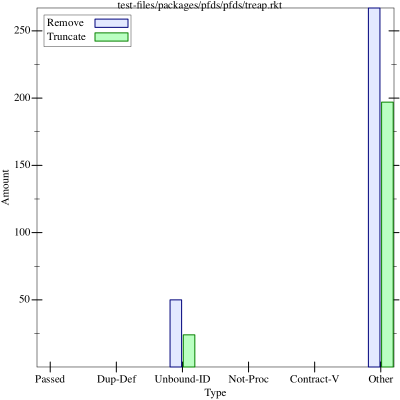 test-files/packages/pfds/pfds/treap.rkt
Remove
Truncate
250
200
150
100
50
Amount
Passed Dup-Def Unbound-ID Not-Proc Contract-V Other
Type